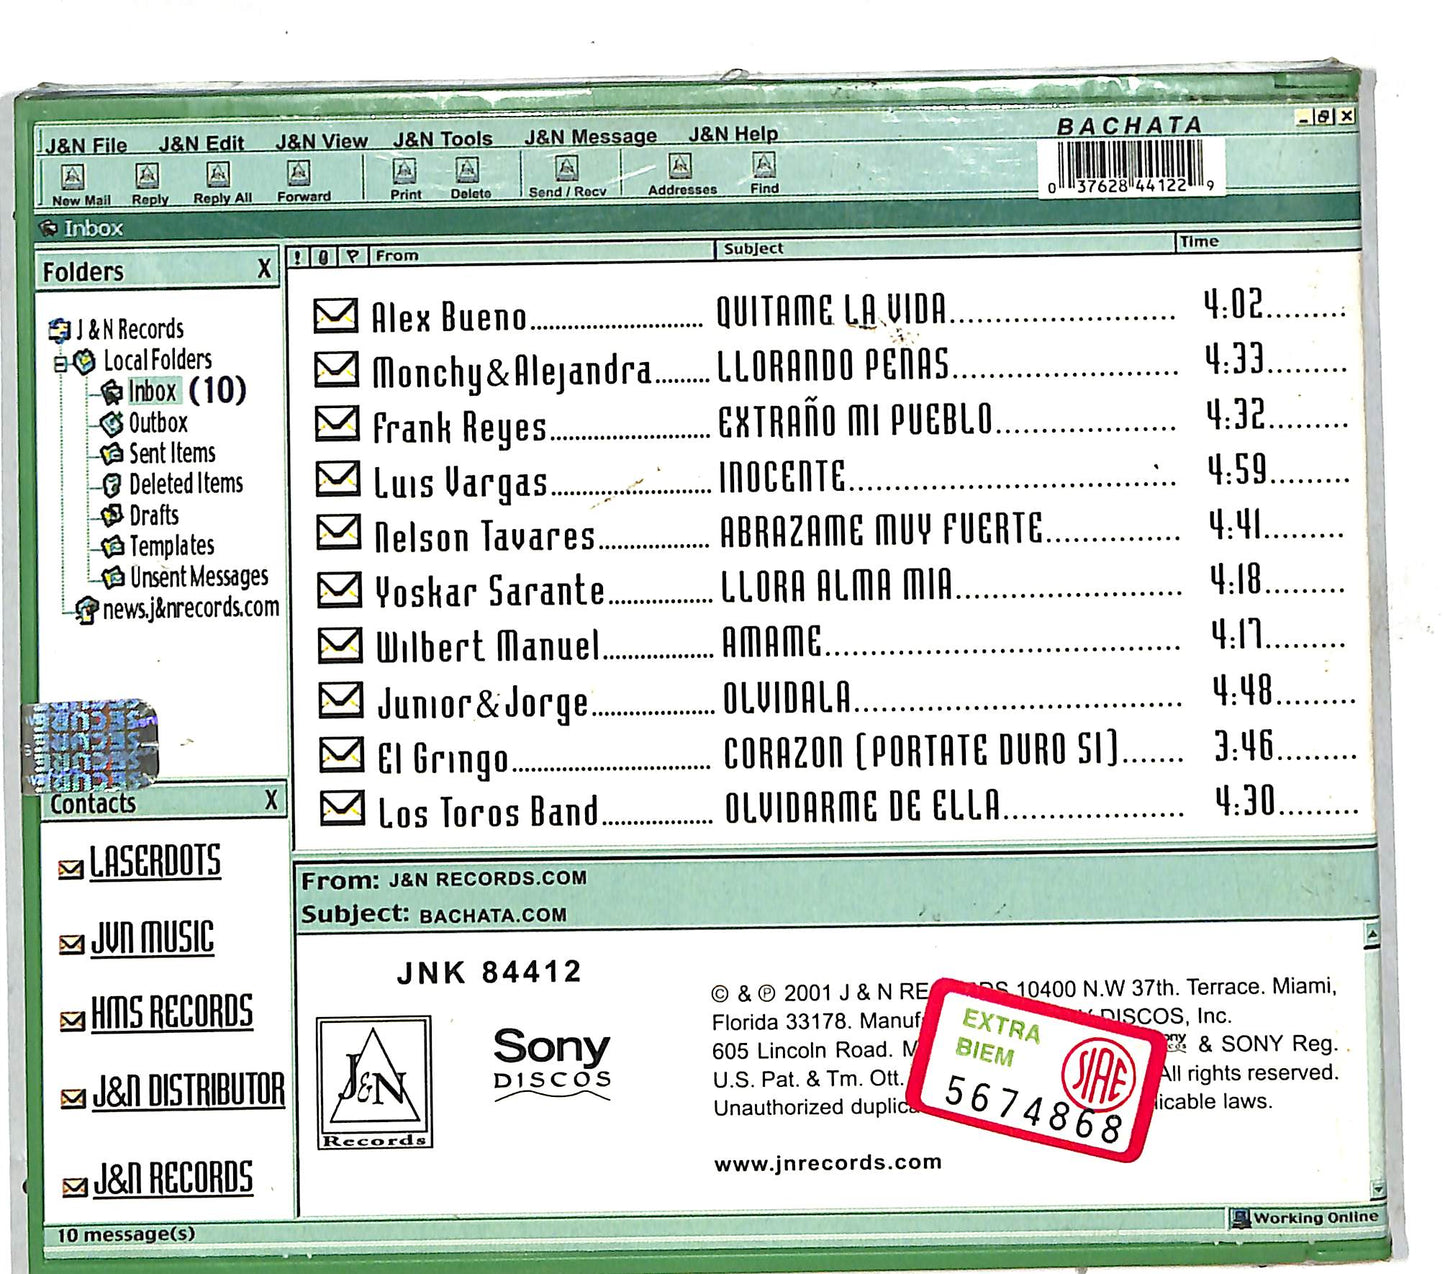 BACHATA
J&N File J&N Edit J&N View J&N Tools J&N Message J&N Help
New Mail Reply Reply All Forward Print Delete Send / Recv Addresses Find
0 37628 44122 9
Inbox
Folders X
! From Subject Time
J & N Records
Local Folders
Inbox (10)
Outbox
Sent Items
Deleted Items
Drafts
Templates
Unsent Messages
news.j&nrecords.com
Alex Bueno.................... QUITAME LA VIDA.......................... 4:02.........
Monchy&Alejandra......... LLORANDO PENAS.......................... 4:33.........
Frank Reyes.................... EXTRAÑO MI PUEBLO.................... 4:32.........
Luis Vargas.................... INOCENTE.................................... 4:59.........
Nelson Tavares................ ABRAZAME MUY FUERTE............... 4:41.........
Yoskar Sarante............... LLORA ALMA MIA.......................... 4:18.........
Wilbert Manuel................ AMAME........................................ 4:17.........
Junior&Jorge................. OLVIDALA..................................... 4:48.........
El Gringo........................ CORAZON (PORTATE DURO SI)....... 3:46.........
Los Toros Band................ OLVIDARME DE ELLA..................... 4:30.........
SECURE
Contacts X
LASERDOTS
JVN MUSIC
HMS RECORDS
J&N DISTRIBUTOR
J&N RECORDS
From: J&N RECORDS.COM
Subject: BACHATA.COM
JNK 84412
J&N
Records
Sony
DISCOS
© & ℗ 2001 J & N 10400 N.W 37th. Terrace. Miami,
Florida 33178. DISCOS, Inc.
605 Lincoln Road. & SONY Reg.
U.S. Pat. & Tm. Ott. All rights reserved.
Unauthorized laws.
EXTRA
BIEM
SIAE
5674868
www.jnrecords.com
10 message(s)
Working Online